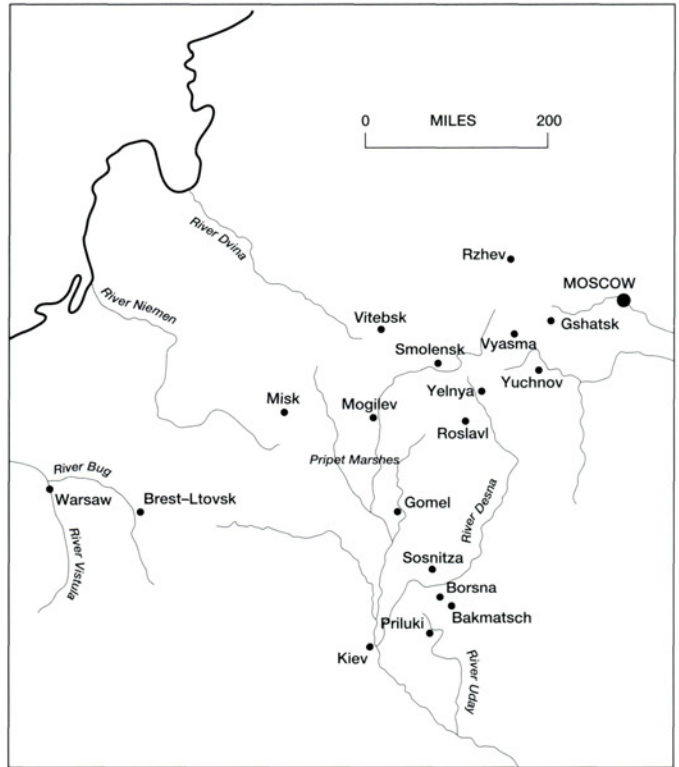 0 MILES 200
River Dvina
Rzhev
MOSCOW
River Niemen
Gshatsk
Vitebsk
Vyasma
Smolensk
Yuchnov
Yelnya
Misk
Mogilev
Roslavl
Pripet Marshes
River Bug
Warsaw
Brest–Ltovsk
Gomel
River Desna
River Vistula
Sosnitza
Borsna
Bakmatsch
Priluki
Kiev
River Uday